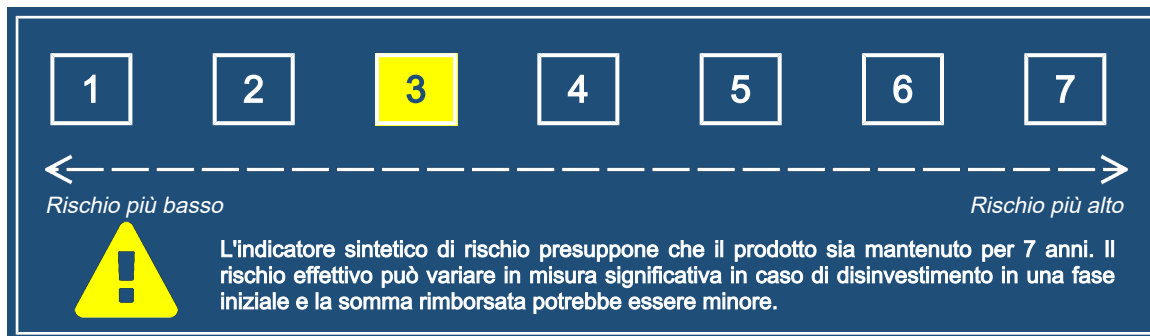 1 2 3 4 5 6 7
Rischio più basso Rischio più alto
L'indicatore sintetico di rischio presuppone che il prodotto sia mantenuto per 7 anni. Il
rischio effettivo può variare in misura significativa in caso di disinvestimento in una fase
iniziale e la somma rimborsata potrebbe essere minore.